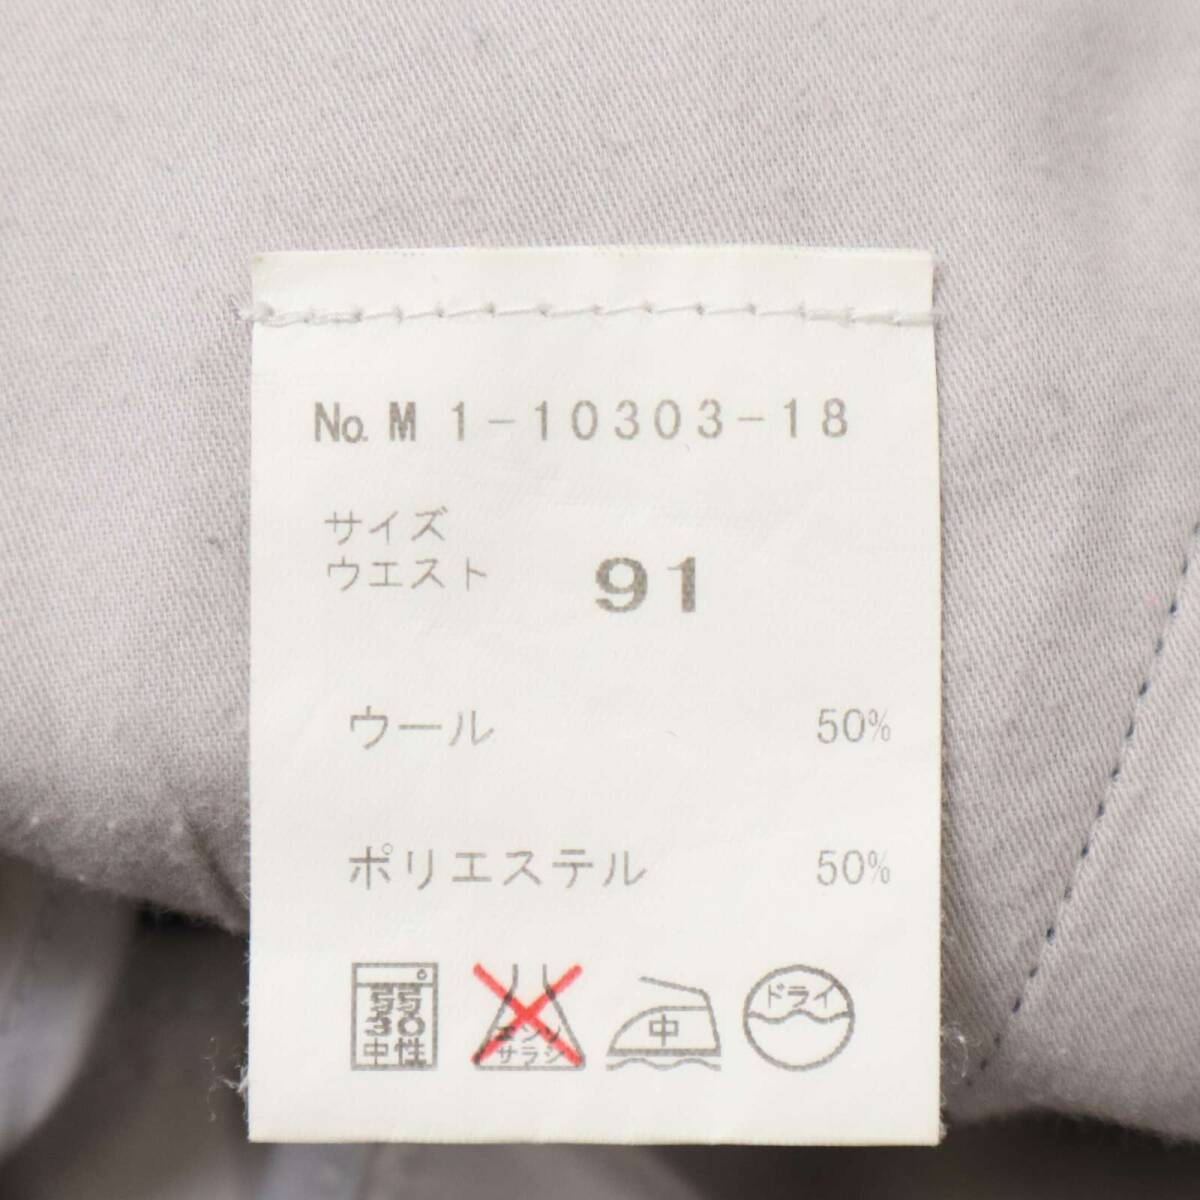 No. M 1-10303-18
サイズ
ウエスト 91
ウール 50%
ポリエステル 50%
弱
30
中性
エンソ
サラシ
中
ドライ